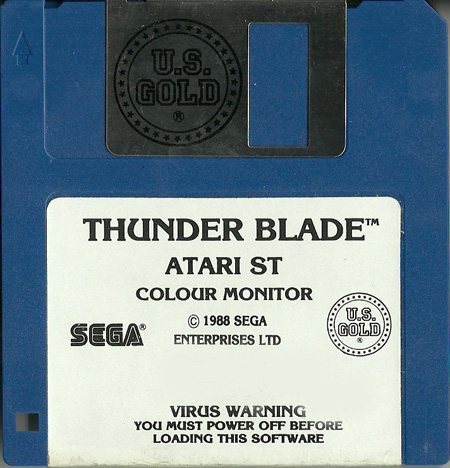 U.S.
GOLD
®
THUNDER BLADE™
ATARI ST
COLOUR MONITOR
© 1988 SEGA
ENTERPRISES LTD
SEGA®
U.S.
GOLD
®
VIRUS WARNING
YOU MUST POWER OFF BEFORE
LOADING THIS SOFTWARE